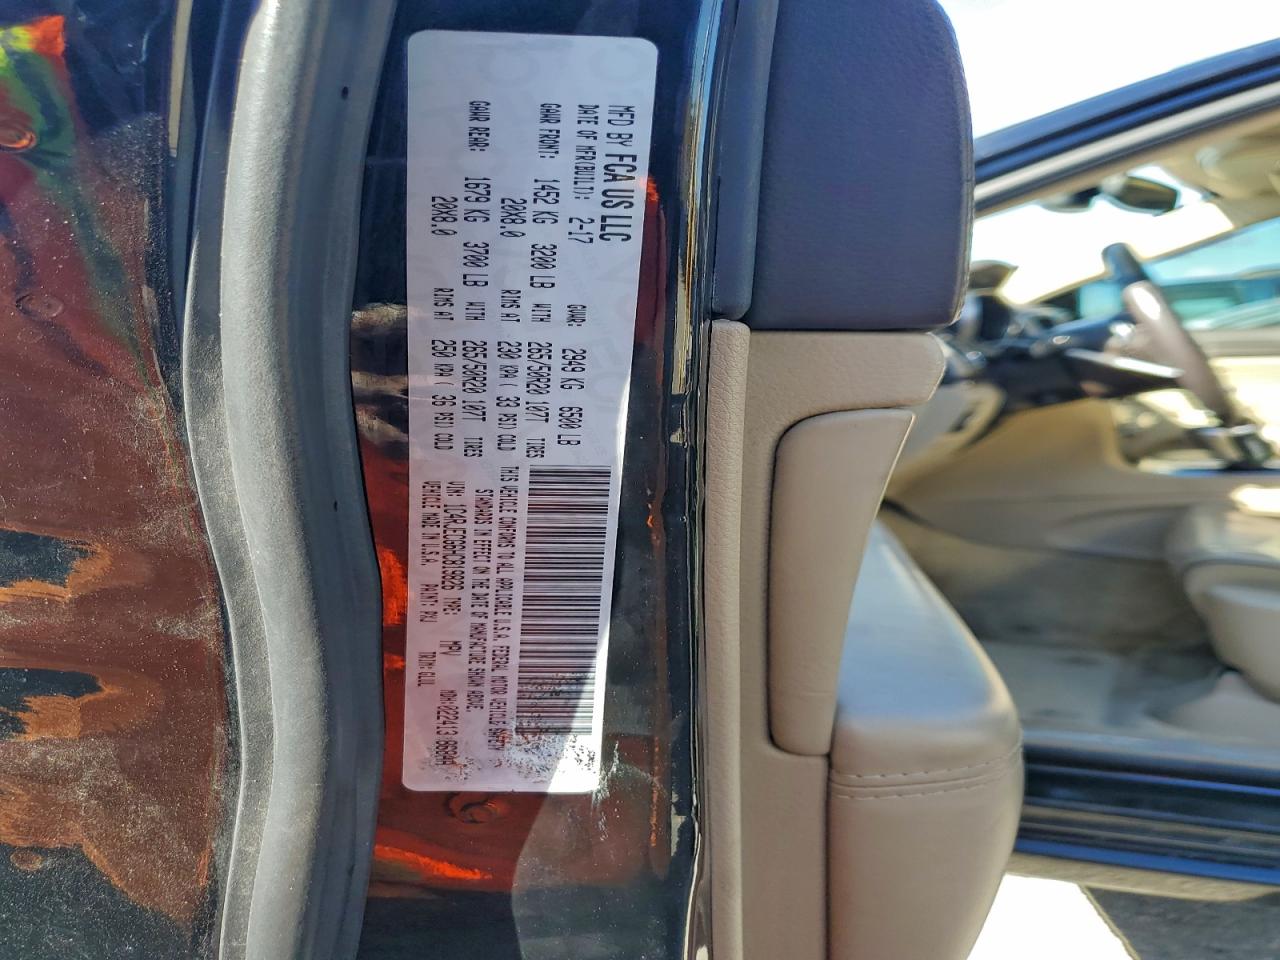 MFD BY FCA US LLC
DATE OF MFR(BUILT): 2-17 GVWR: 2949 KG 6500 LB
GAWR FRONT: 1452 KG 3200 LB WITH 265/50R20 107T TIRES
20X8.0 RIMS AT 230 KPA( 33 PSI) COLD
GAWR REAR: 1679 KG 3700 LB WITH 265/50R20 107T TIRES
20X8.0 RIMS AT 250 KPA( 36 PSI) COLD
THIS VEHICLE CONFORMS TO ALL APPLICABLE U.S.A. FEDERAL MOTOR VEHICLE SAFETY
STANDARDS IN EFFECT ON THE DATE OF MANUFACTURE SHOWN ABOVE.
VIN: TYPE: MPV MDH:022413
VEHICLE MADE IN U.S.A. PAINT: PXJ TRIM: